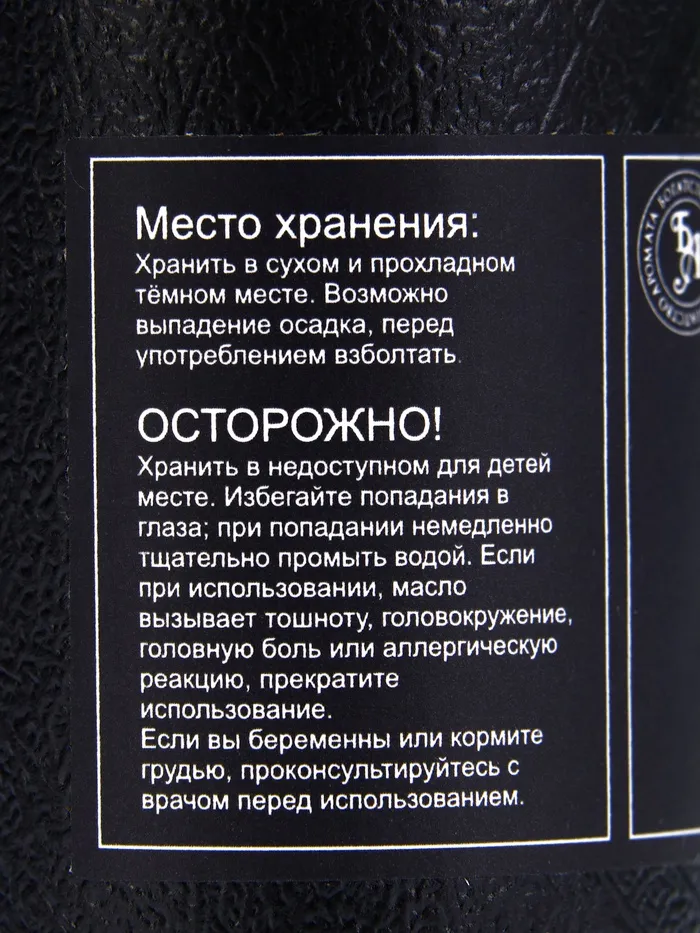 Место хранения:
Хранить в сухом и прохладном
тёмном месте. Возможно
выпадение осадка, перед
употреблением взболтать.
ОСТОРОЖНО!
Хранить в недоступном для детей
месте. Избегайте попадания в
глаза; при попадании немедленно
тщательно промыть водой. Если
при использовании, масло
вызывает тошноту, головокружение,
головную боль или аллергическую
реакцию, прекратите
использование.
Если вы беременны или кормите
грудью, проконсультируйтесь с
врачом перед использованием.
АРОМАТА